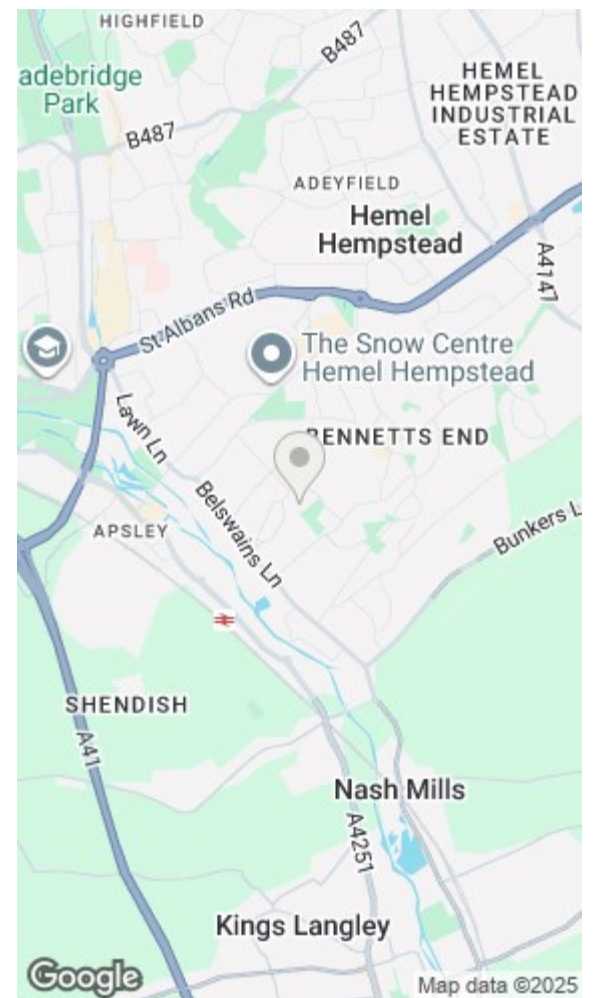 HIGHFIELD
B487
adebridge
Park
HEMEL
HEMPSTEAD
INDUSTRIAL
ESTATE
B487
ADEYFIELD
Hemel
Hempstead
A4147
St Albans Rd
The Snow Centre
Hemel Hempstead
Lawn Ln
BENNETTS END
Belswains Ln
Bunkers L
APSLEY
SHENDISH
A41
Nash Mills
A4251
Kings Langley
Google
Map data ©2025